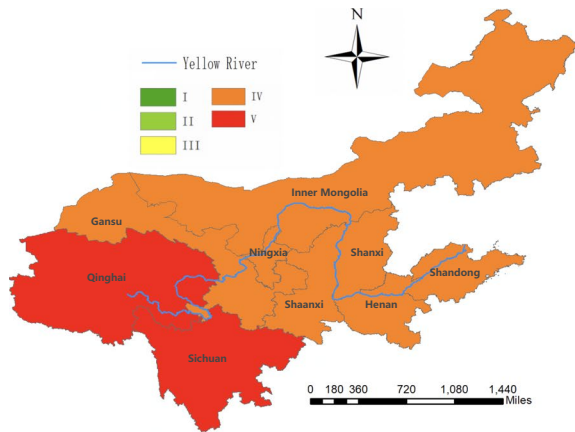 N
Yellow River
I
IV
II
V
III
Inner Mongolia
Gansu
Ningxia
Shanxi
Qinghai
Shandong
Shaanxi
Henan
Sichuan
0 180 360 720 1,080 1,440
Miles